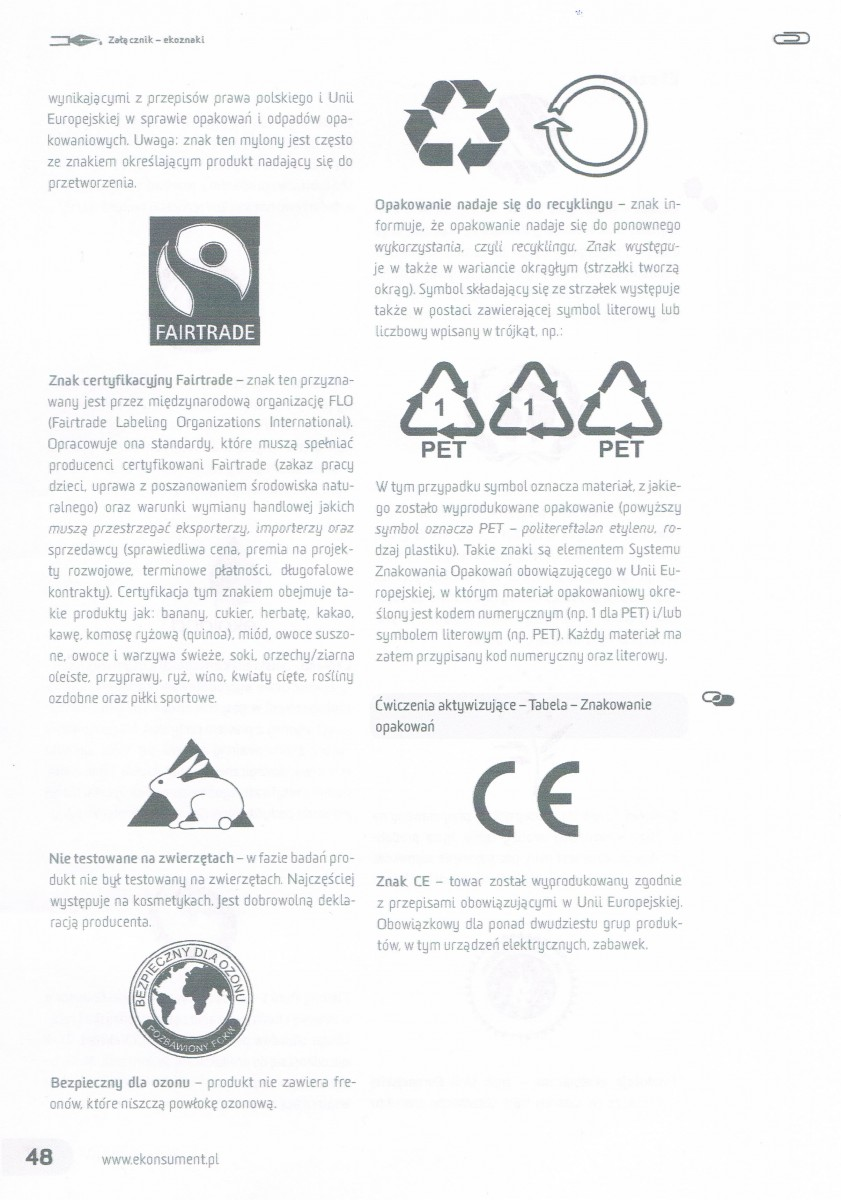 Załącznik – ekoznaki
wynikającymi z przepisów prawa polskiego i Unii
Europejskiej w sprawie opakowań i odpadów opa-
kowaniowych. Uwaga: znak ten mylony jest często
ze znakiem określającym produkt nadający się do
przetworzenia.
FAIRTRADE
Znak certyfikacyjny Fairtrade – znak ten przyzna-
wany jest przez międzynarodową organizację FLO
(Fairtrade Labeling Organizations International).
Opracowuje ona standardy, które muszą spełniać
producenci certyfikowani Fairtrade (zakaz pracy
dzieci, uprawa z poszanowaniem środowiska natu-
ralnego) oraz warunki wymiany handlowej jakich
muszą przestrzegać eksporterzy, importerzy oraz
sprzedawcy (sprawiedliwa cena, premia na projek-
ty rozwojowe, terminowe płatności, długofalowe
kontrakty). Certyfikacja tym znakiem obejmuje ta-
kie produkty jak: banany, cukier, herbatę, kakao,
kawę, komosę ryżową (quinoa), miód, owoce suszo-
ne, owoce i warzywa świeże, soki, orzechy/ziarna
oleiste, przyprawy, ryż, wino, kwiaty cięte, rośliny
ozdobne oraz piłki sportowe.
Nie testowane na zwierzętach – w fazie badań pro-
dukt nie był testowany na zwierzętach. Najczęściej
występuje na kosmetykach. Jest dobrowolną dekla-
racją producenta.
BEZPIECZNY DLA OZONU
POZBAWIONY FCKW
Bezpieczny dla ozonu – produkt nie zawiera fre-
onów, które niszczą powłokę ozonową.
Opakowanie nadaje się do recyklingu – znak in-
formuje, że opakowanie nadaje się do ponownego
wykorzystania, czyli recyklingu. Znak występu-
je w także w wariancie okrągłym (strzałki tworzą
okrąg). Symbol składający się ze strzałek występuje
także w postaci zawierającej symbol literowy lub
liczbowy wpisany w trójkąt, np.:
1 1
PET PET
W tym przypadku symbol oznacza materiał, z jakie-
go zostało wyprodukowane opakowanie (powyższy
symbol oznacza PET – politereftalan etylenu, ro-
dzaj plastiku). Takie znaki są elementem Systemu
Znakowania Opakowań obowiązującego w Unii Eu-
ropejskiej, w którym materiał opakowaniowy okre-
ślony jest kodem numerycznym (np. 1 dla PET) i/lub
symbolem literowym (np. PET). Każdy materiał ma
zatem przypisany kod numeryczny oraz literowy.
Ćwiczenia aktywizujące – Tabela – Znakowanie
opakowań
CE
Znak CE – towar został wyprodukowany zgodnie
z przepisami obowiązującymi w Unii Europejskiej.
Obowiązkowy dla ponad dwudziestu grup produk-
tów, w tym urządzeń elektrycznych, zabawek.
48 www.ekonsument.pl